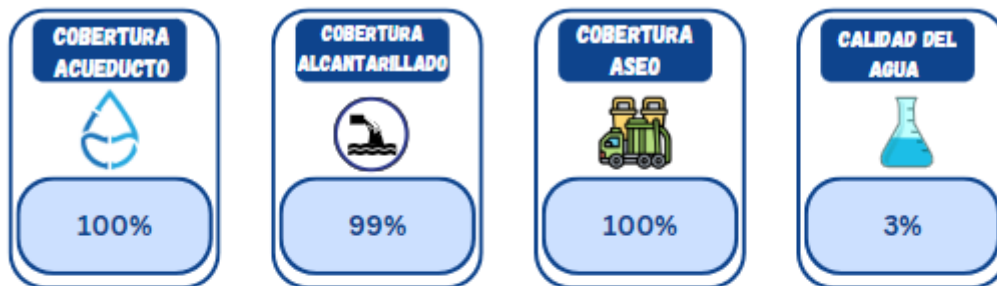 COBERTURA
ACUEDUCTO
100%
COBERTURA
ALCANTARILLADO
99%
COBERTURA
ASEO
100%
CALIDAD DEL
AGUA
3%